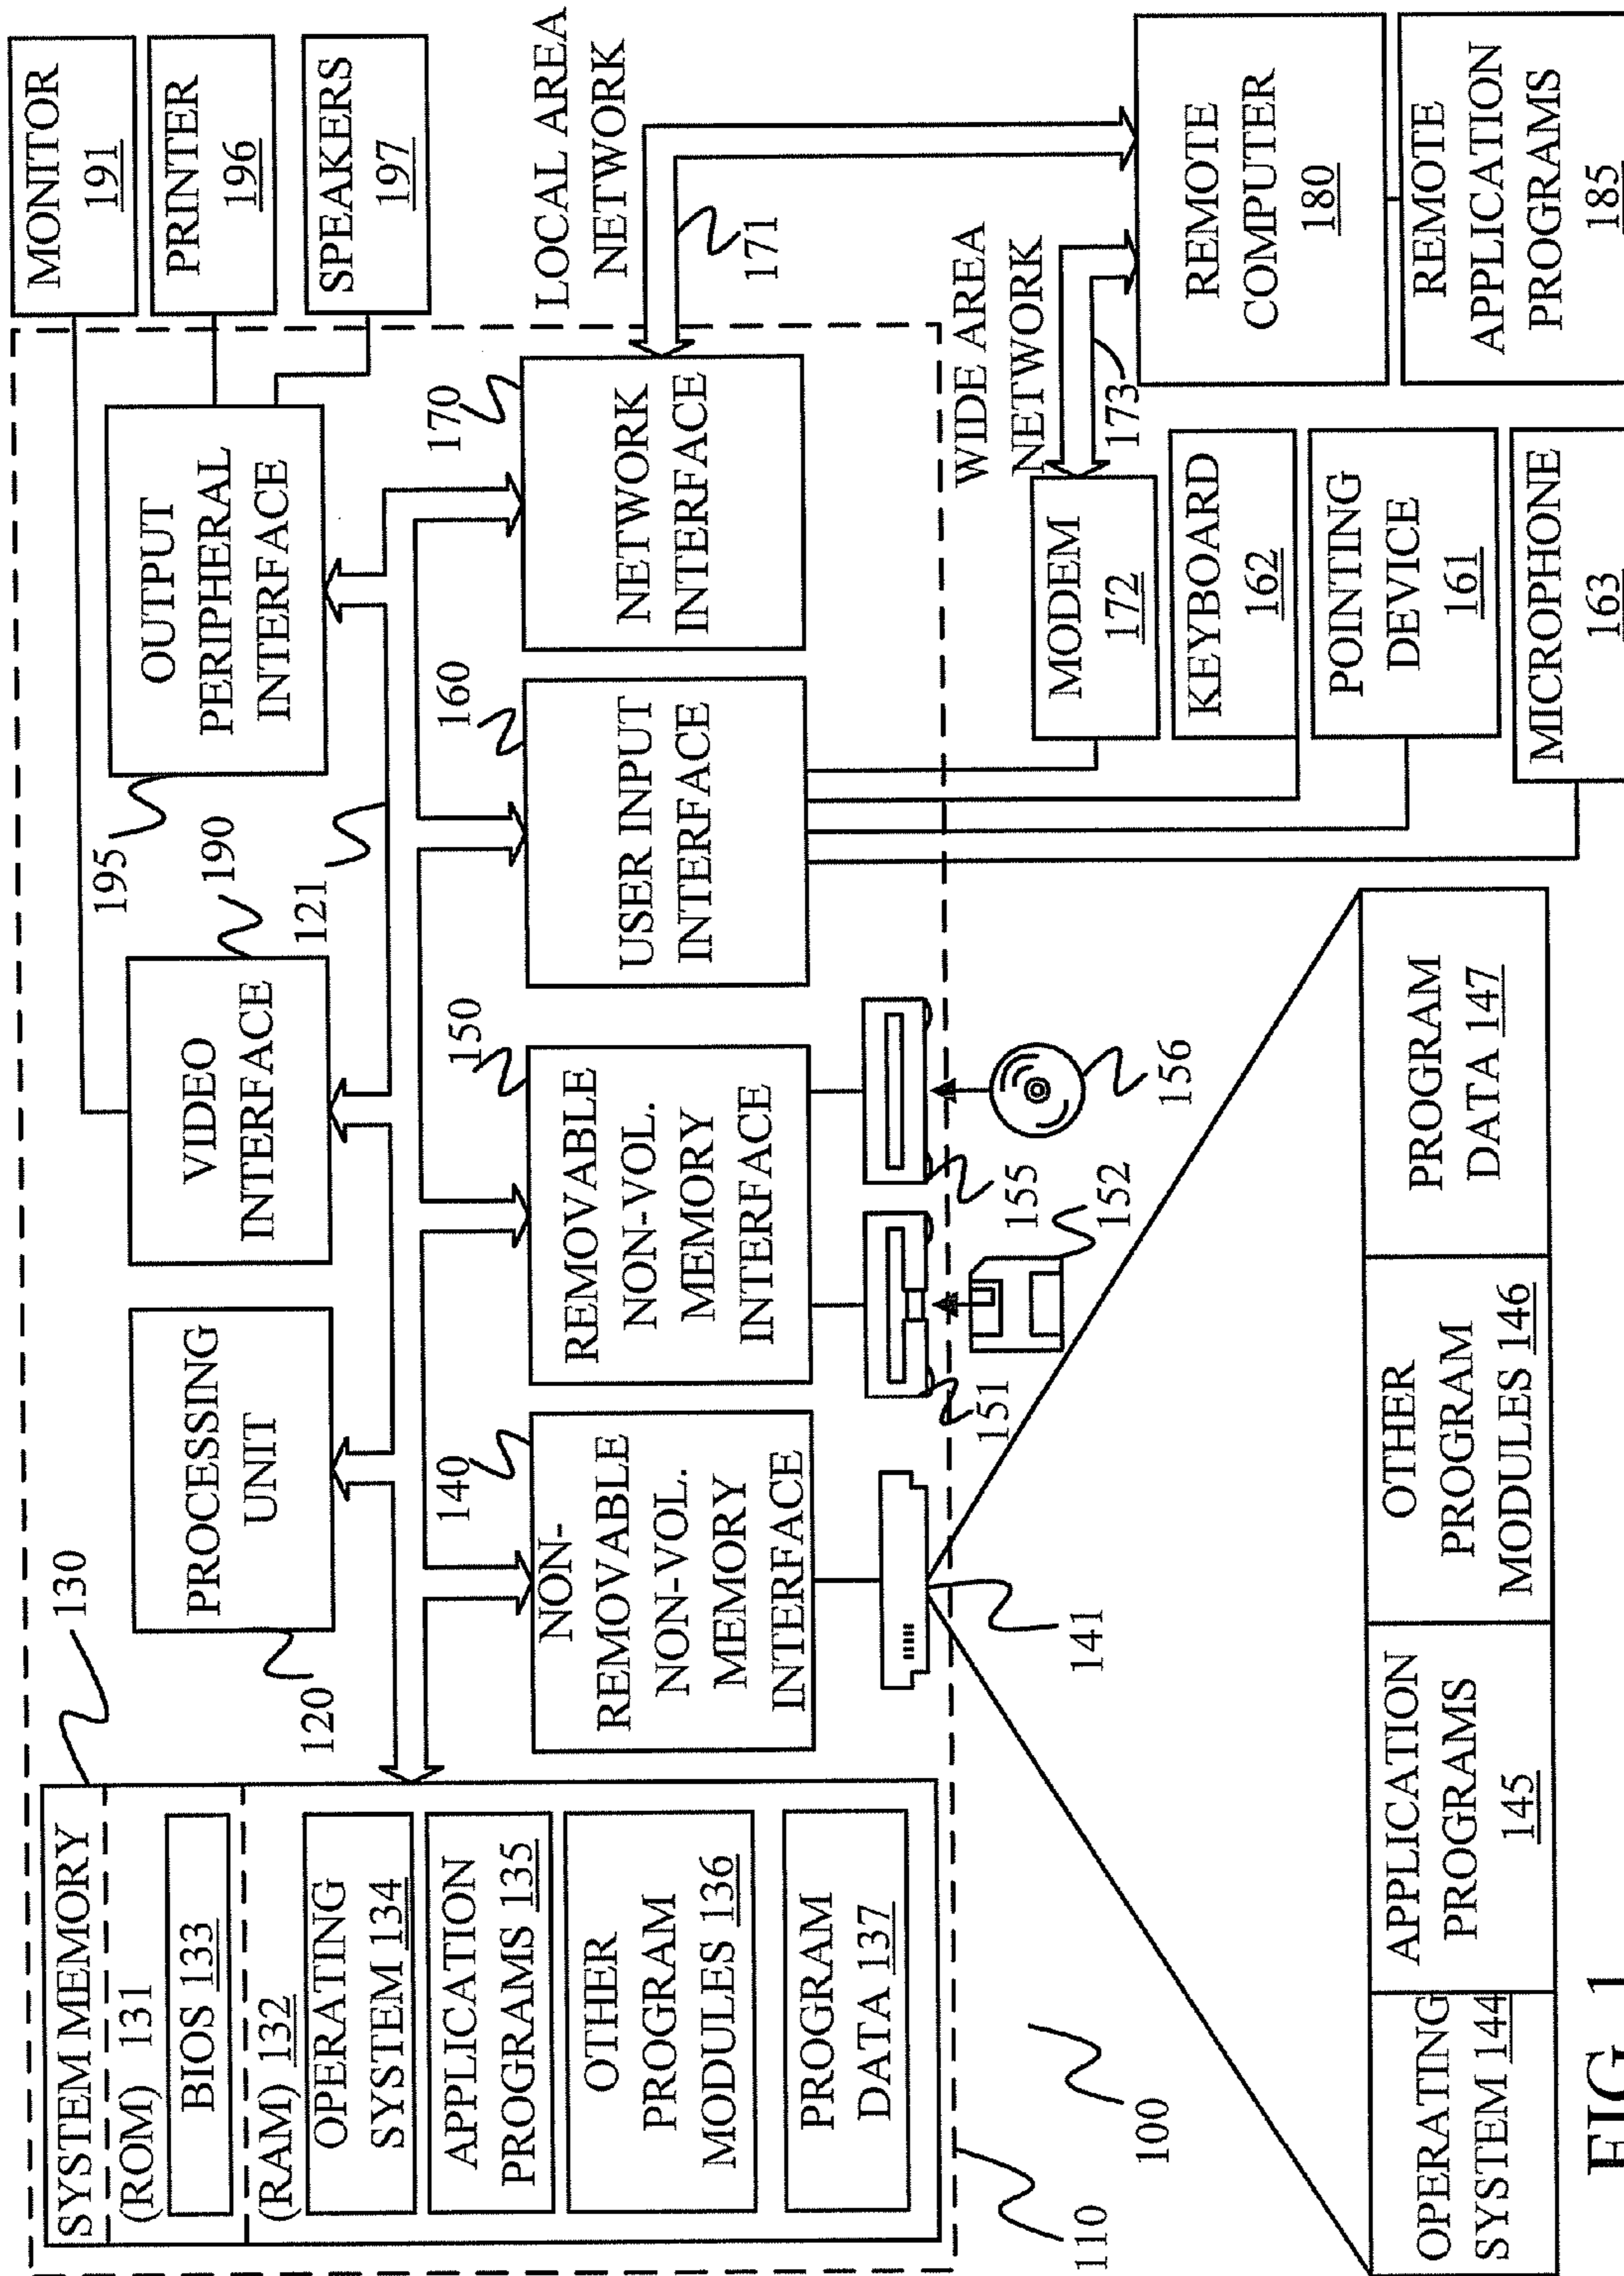 SYSTEM MEMORY
(ROM) 131
BIOS 133
(RAM) 132
OPERATING
SYSTEM 134
APPLICATION
PROGRAMS 135
OTHER
PROGRAM
MODULES 136
PROGRAM
DATA 137
130
PROCESSING
UNIT
120
VIDEO
INTERFACE
190
OUTPUT
PERIPHERAL
INTERFACE
195
121
MONITOR
191
PRINTER
196
SPEAKERS
197
NON-
REMOVABLE
NON-VOL.
MEMORY
INTERFACE
140
REMOVABLE
NON-VOL.
MEMORY
INTERFACE
150
USER INPUT
INTERFACE
160
NETWORK
INTERFACE
170
LOCAL AREA
NETWORK
171
141
151
152
155
156
WIDE AREA
NETWORK
173
MODEM
172
KEYBOARD
162
POINTING
DEVICE
161
MICROPHONE
163
REMOTE
COMPUTER
180
REMOTE
APPLICATION
PROGRAMS
185
110
100
OPERATING
SYSTEM 144
APPLICATION
PROGRAMS
145
OTHER
PROGRAM
MODULES 146
PROGRAM
DATA 147
FIG. 1